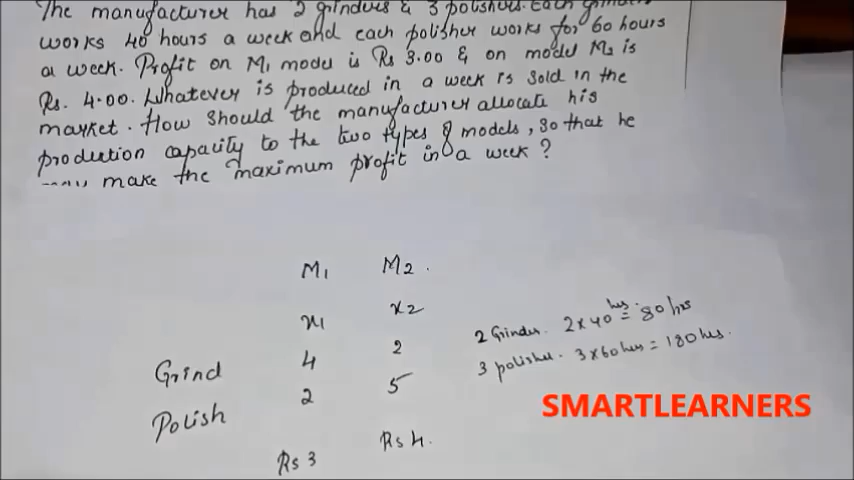 The manufacturer has 2 grinders & 3 polishers. Each
works 40 hours a week and each polisher works for 60 hours
a week. Profit on M1 model is Rs 3.00 & on model M2 is
Rs. 4.00. Whatever is produced in a week is sold in the
market. How should the manufacturer allocate his
production capacity to the two types of models, so that he
make the maximum profit in a week?
M1 M2.
x1 x2
Grind 4 2
Polish 2 5
Rs 3 Rs 4.
2 Grinder. 2 x 40 hrs = 80 hrs
3 polisher. 3 x 60 hrs = 180 hrs.
SMARTLEARNERS